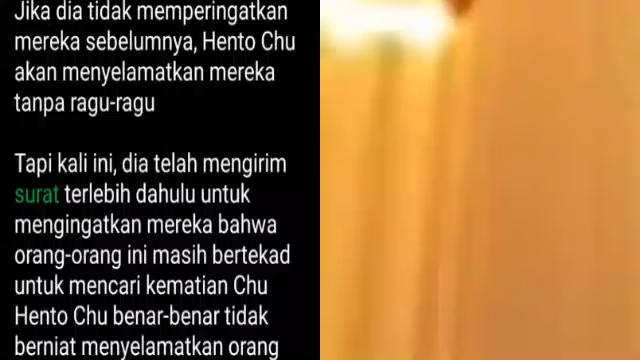 Jika dia tidak memperingatkan
mereka sebelumnya, Hento Chu
akan menyelamatkan mereka
tanpa ragu-ragu
Tapi kali ini, dia telah mengirim
surat terlebih dahulu untuk
mengingatkan mereka bahwa
orang-orang ini masih bertekad
untuk mencari kematian Chu
Hento Chu benar-benar tidak
berniat menyelamatkan orang